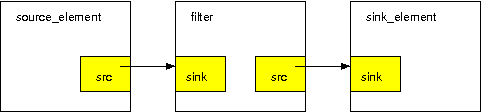 source_element
filter
sink_element
src
sink
src
sink